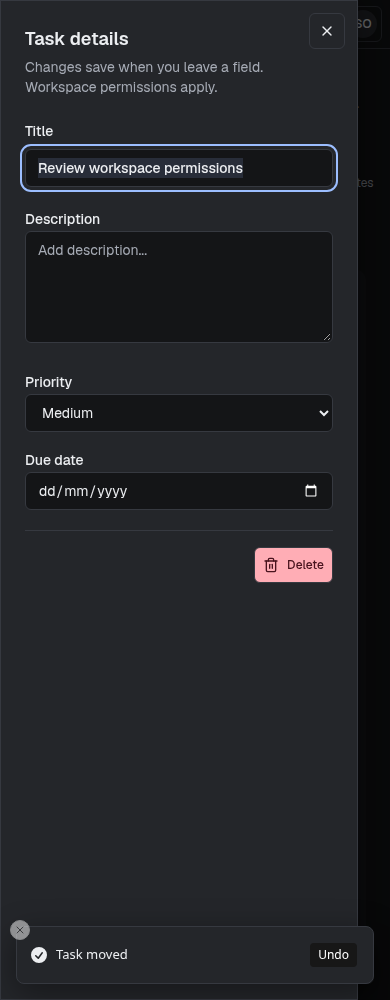 Task details
Changes save when you leave a field.
Workspace permissions apply.
Title
Review workspace permissions
Description
Add description...
Priority
Medium
Due date
dd/mm/yyyy
Delete
Task moved
Undo